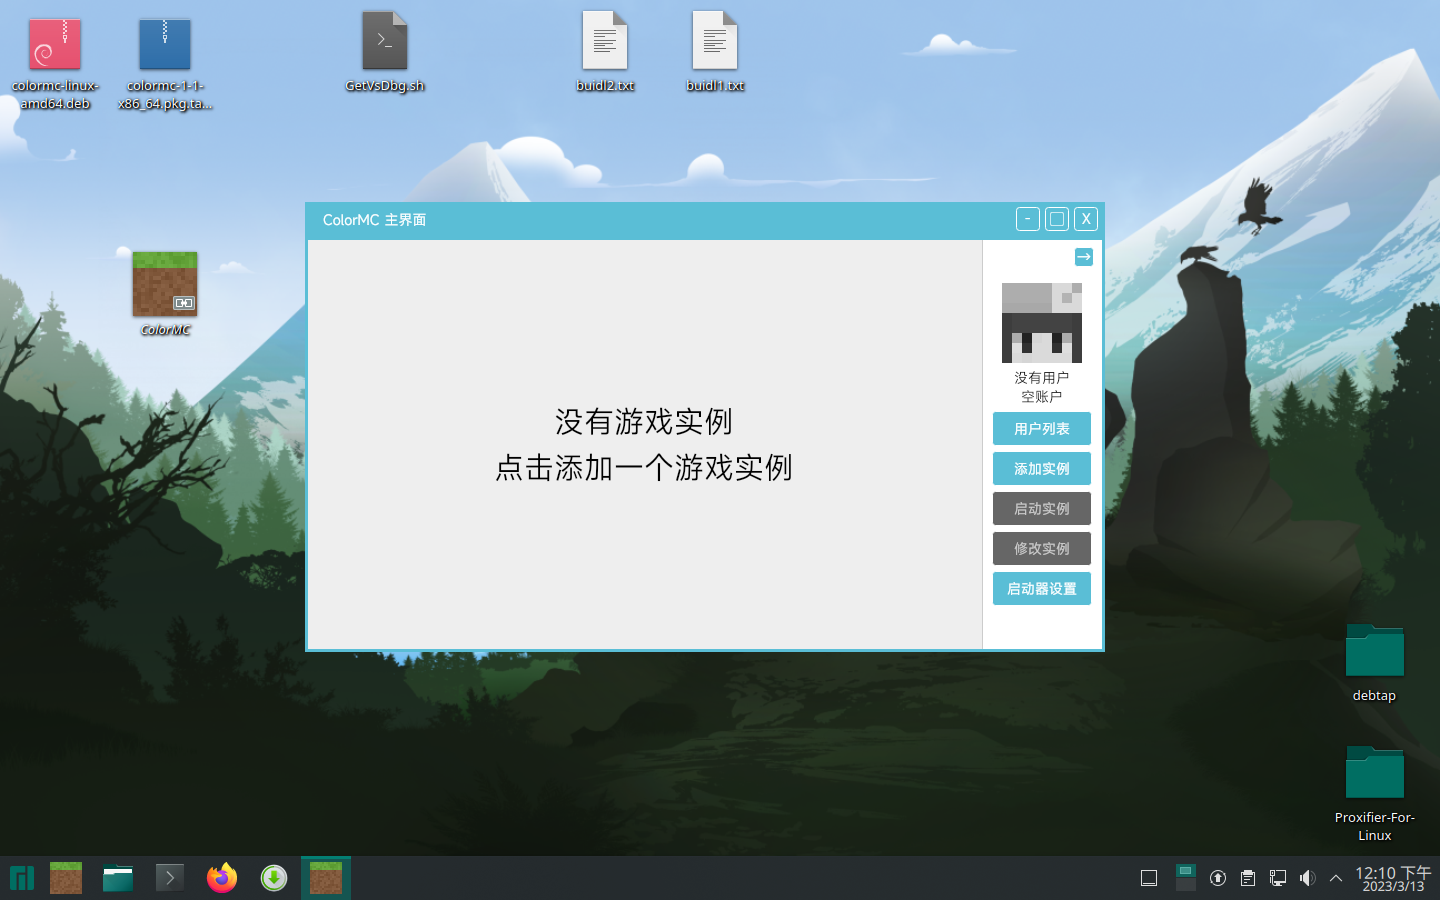 colormc-linux-
amd64.deb
colormc-1-1-
x86_64.pkg.ta...
GetVsDbg.sh
buidl2.txt
buidl1.txt
ColorMC
ColorMC 主界面
- X
没有游戏实例
点击添加一个游戏实例
没有用户
空账户
用户列表
添加实例
启动实例
修改实例
启动器设置
debtap
Proxifier-For-
Linux
12:10 下午
2023/3/13